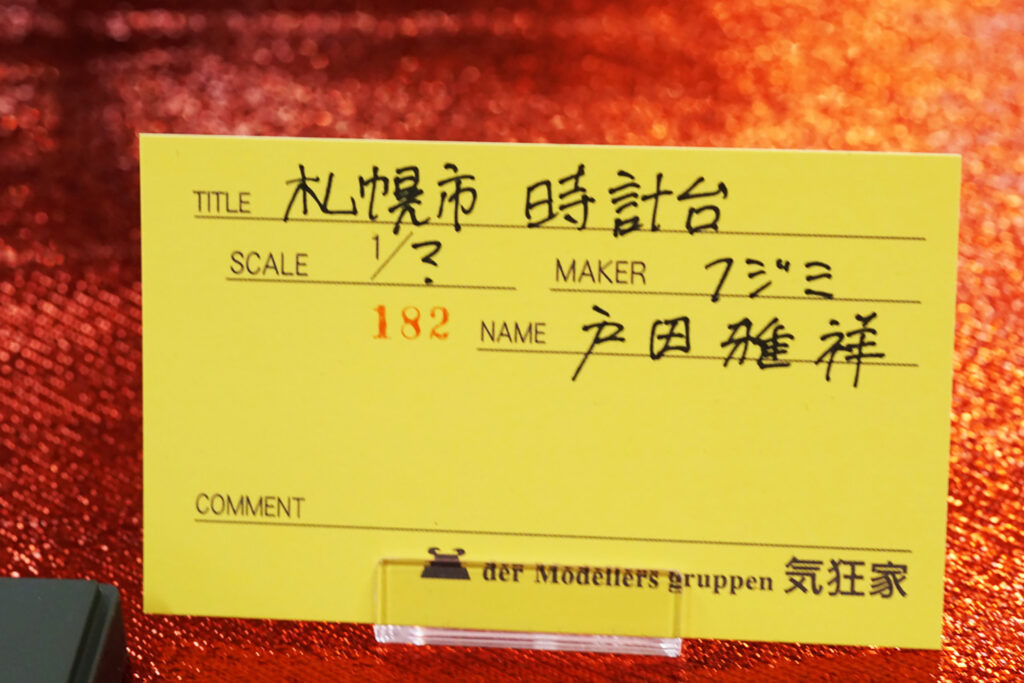 TITLE 札幌市 時計台
SCALE 1/?
MAKER フジミ
182
NAME 戸田雅祥
COMMENT
der Modellers gruppen 気狂家